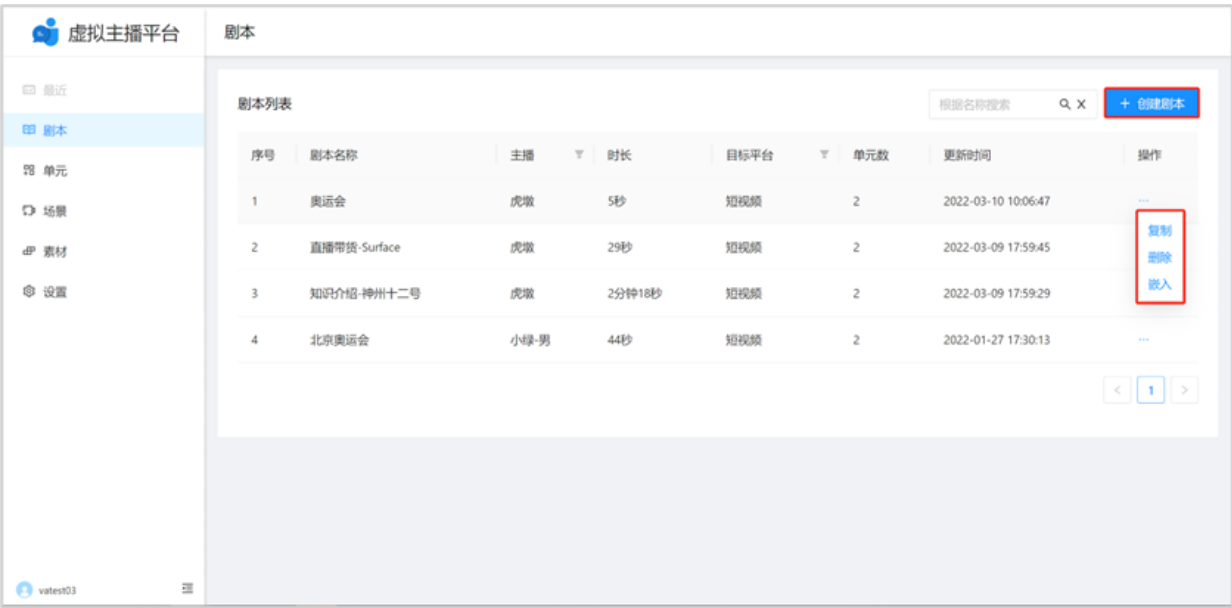 虚拟主播平台
剧本
最近
剧本
单元
场景
素材
设置
vatest03
剧本列表
根据名称搜索 X
+ 创建剧本
序号 剧本名称 主播 时长 目标平台 单元数 更新时间 操作
1 奥运会 虎墩 5秒 短视频 2 2022-03-10 10:06:47 ...
2 直播带货-Surface 虎墩 29秒 短视频 2 2022-03-09 17:59:45
3 知识介绍-神州十二号 虎墩 2分钟18秒 短视频 2 2022-03-09 17:59:29
4 北京奥运会 小绿-男 44秒 短视频 2 2022-01-27 17:30:13 ...
复制
删除
嵌入
< 1 >